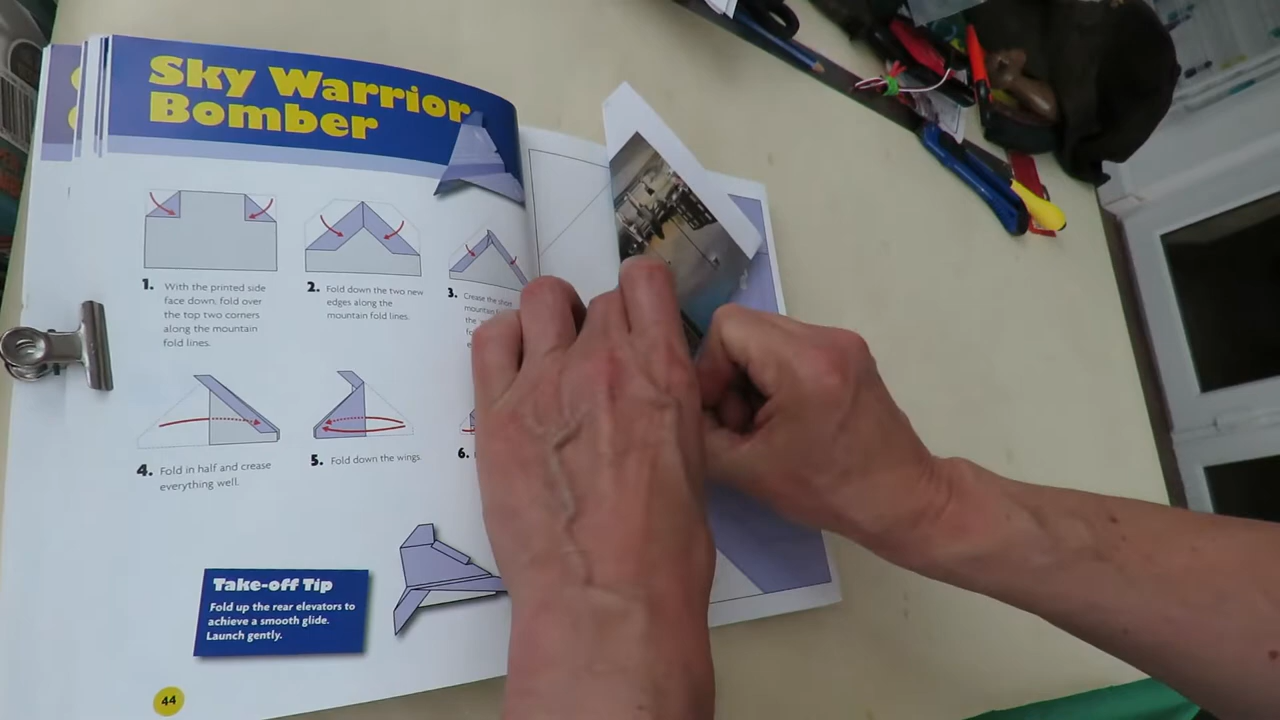 Sky Warrior
Bomber
1. With the printed side
face down, fold over
the top two corners
along the mountain
fold lines.
2. Fold down the two new
edges along the
mountain fold lines.
3. Crease the
4. Fold in half and crease
everything well.
5. Fold down the wings.
6.
Take-off Tip
Fold up the rear elevators to
achieve a smooth glide.
Launch gently.
44